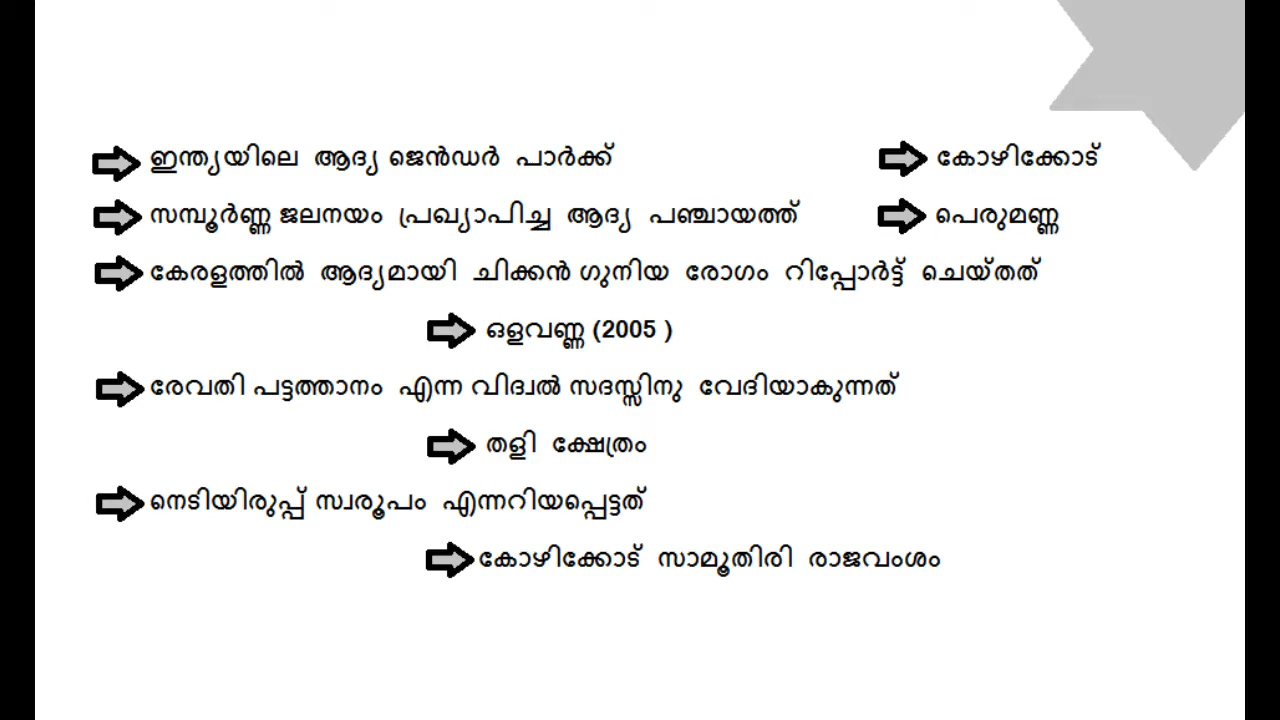 ഇന്ത്യയിലെ ആദ്യ ജെൻഡർ പാർക്ക് കോഴിക്കോട്
സമ്പൂർണ്ണ ജലനയം പ്രഖ്യാപിച്ച ആദ്യ പഞ്ചായത്ത് പെരുമണ്ണ
കേരളത്തിൽ ആദ്യമായി ചിക്കൻ ഗുനിയ രോഗം റിപ്പോർട്ട് ചെയ്തത്
ഒളവണ്ണ (2005 )
രേവതി പട്ടത്താനം എന്ന വിദ്വൽ സദസ്സിനു വേദിയാകുന്നത്
തളി ക്ഷേത്രം
നെടിയിരുപ്പ് സ്വരൂപം എന്നറിയപ്പെട്ടത്
കോഴിക്കോട് സാമൂതിരി രാജവംശം